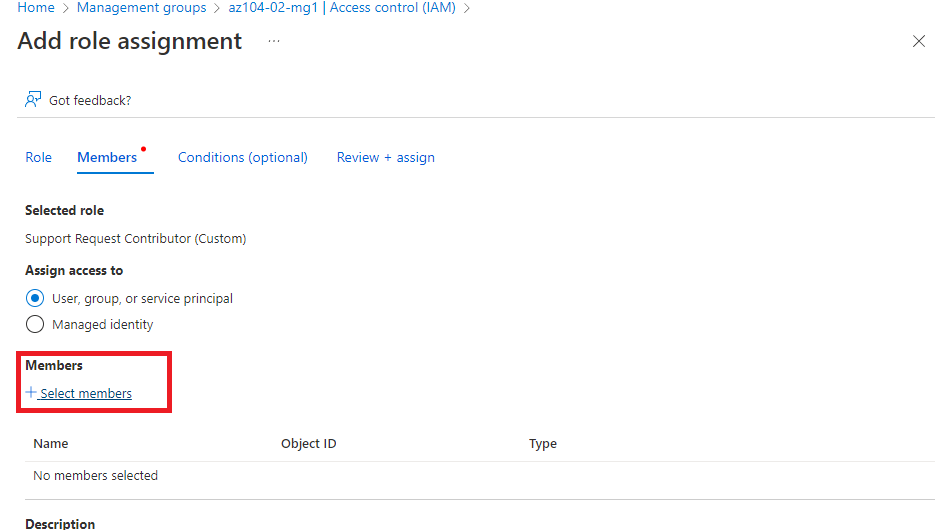 Home > Management groups > az104-02-mg1 | Access control (IAM) >
Add role assignment ...
Got feedback?
Role Members Conditions (optional) Review + assign
Selected role
Support Request Contributor (Custom)
Assign access to
User, group, or service principal
Managed identity
Members
+ Select members
Name Object ID Type
No members selected
Description